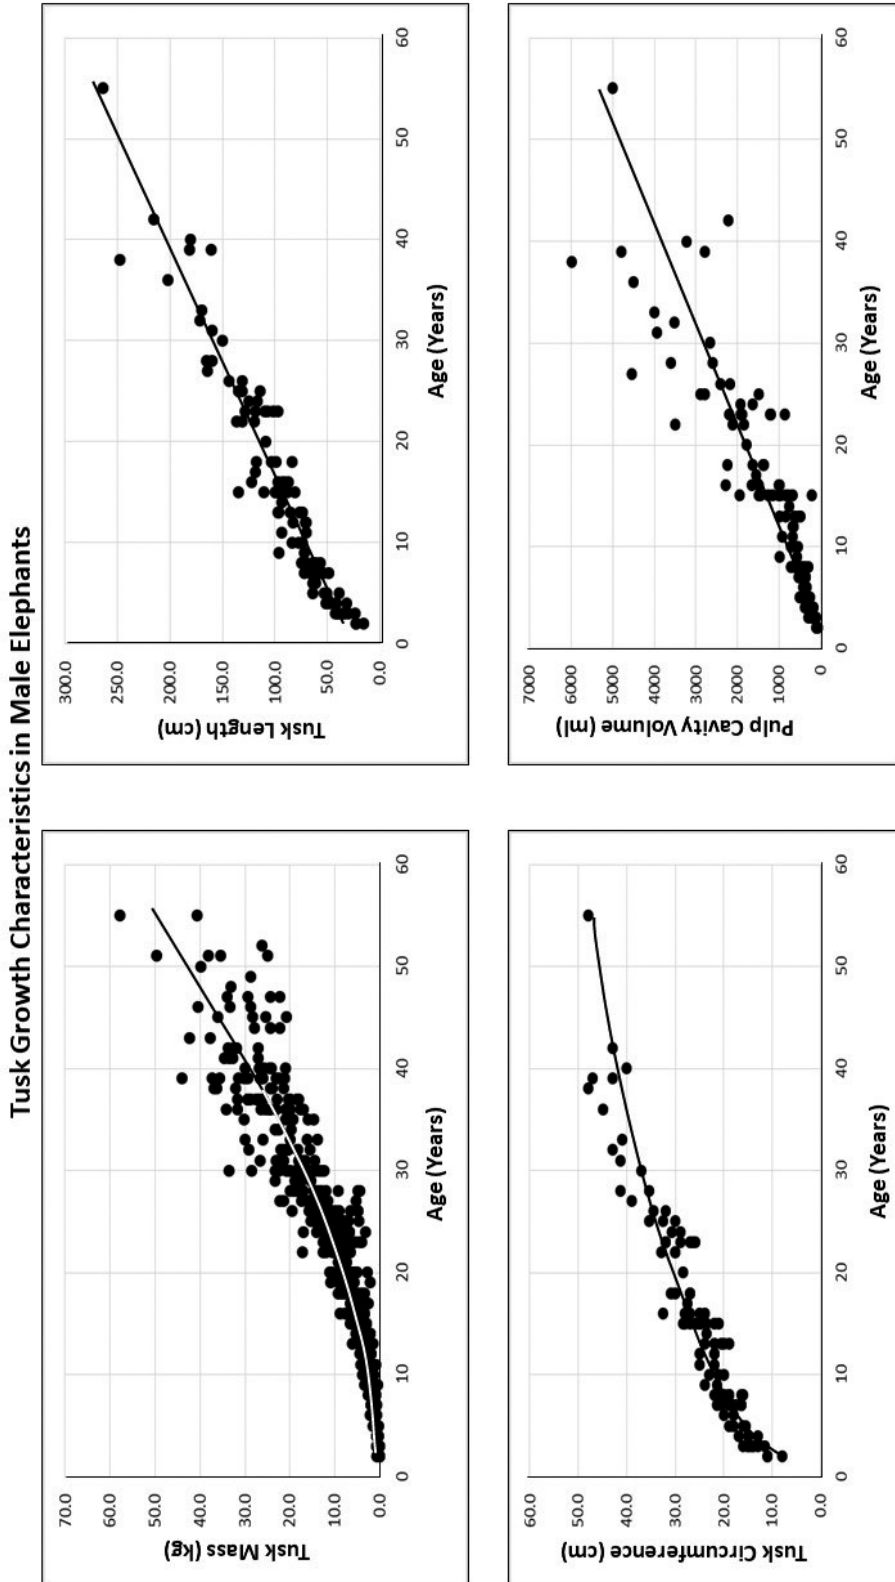 Tusk Growth Characteristics in Male Elephants
Tusk Mass (kg)
70.0
60.0
50.0
40.0
30.0
20.0
10.0
0.0
0 10 20 30 40 50 60
Age (Years)
Tusk Length (cm)
300.0
250.0
200.0
150.0
100.0
50.0
0.0
0 10 20 30 40 50 60
Age (Years)
Tusk Circumference (cm)
60.0
50.0
40.0
30.0
20.0
10.0
0.0
0 10 20 30 40 50 60
Age (Years)
Pulp Cavity Volume (ml)
7000
6000
5000
4000
3000
2000
1000
0
0 10 20 30 40 50 60
Age (Years)